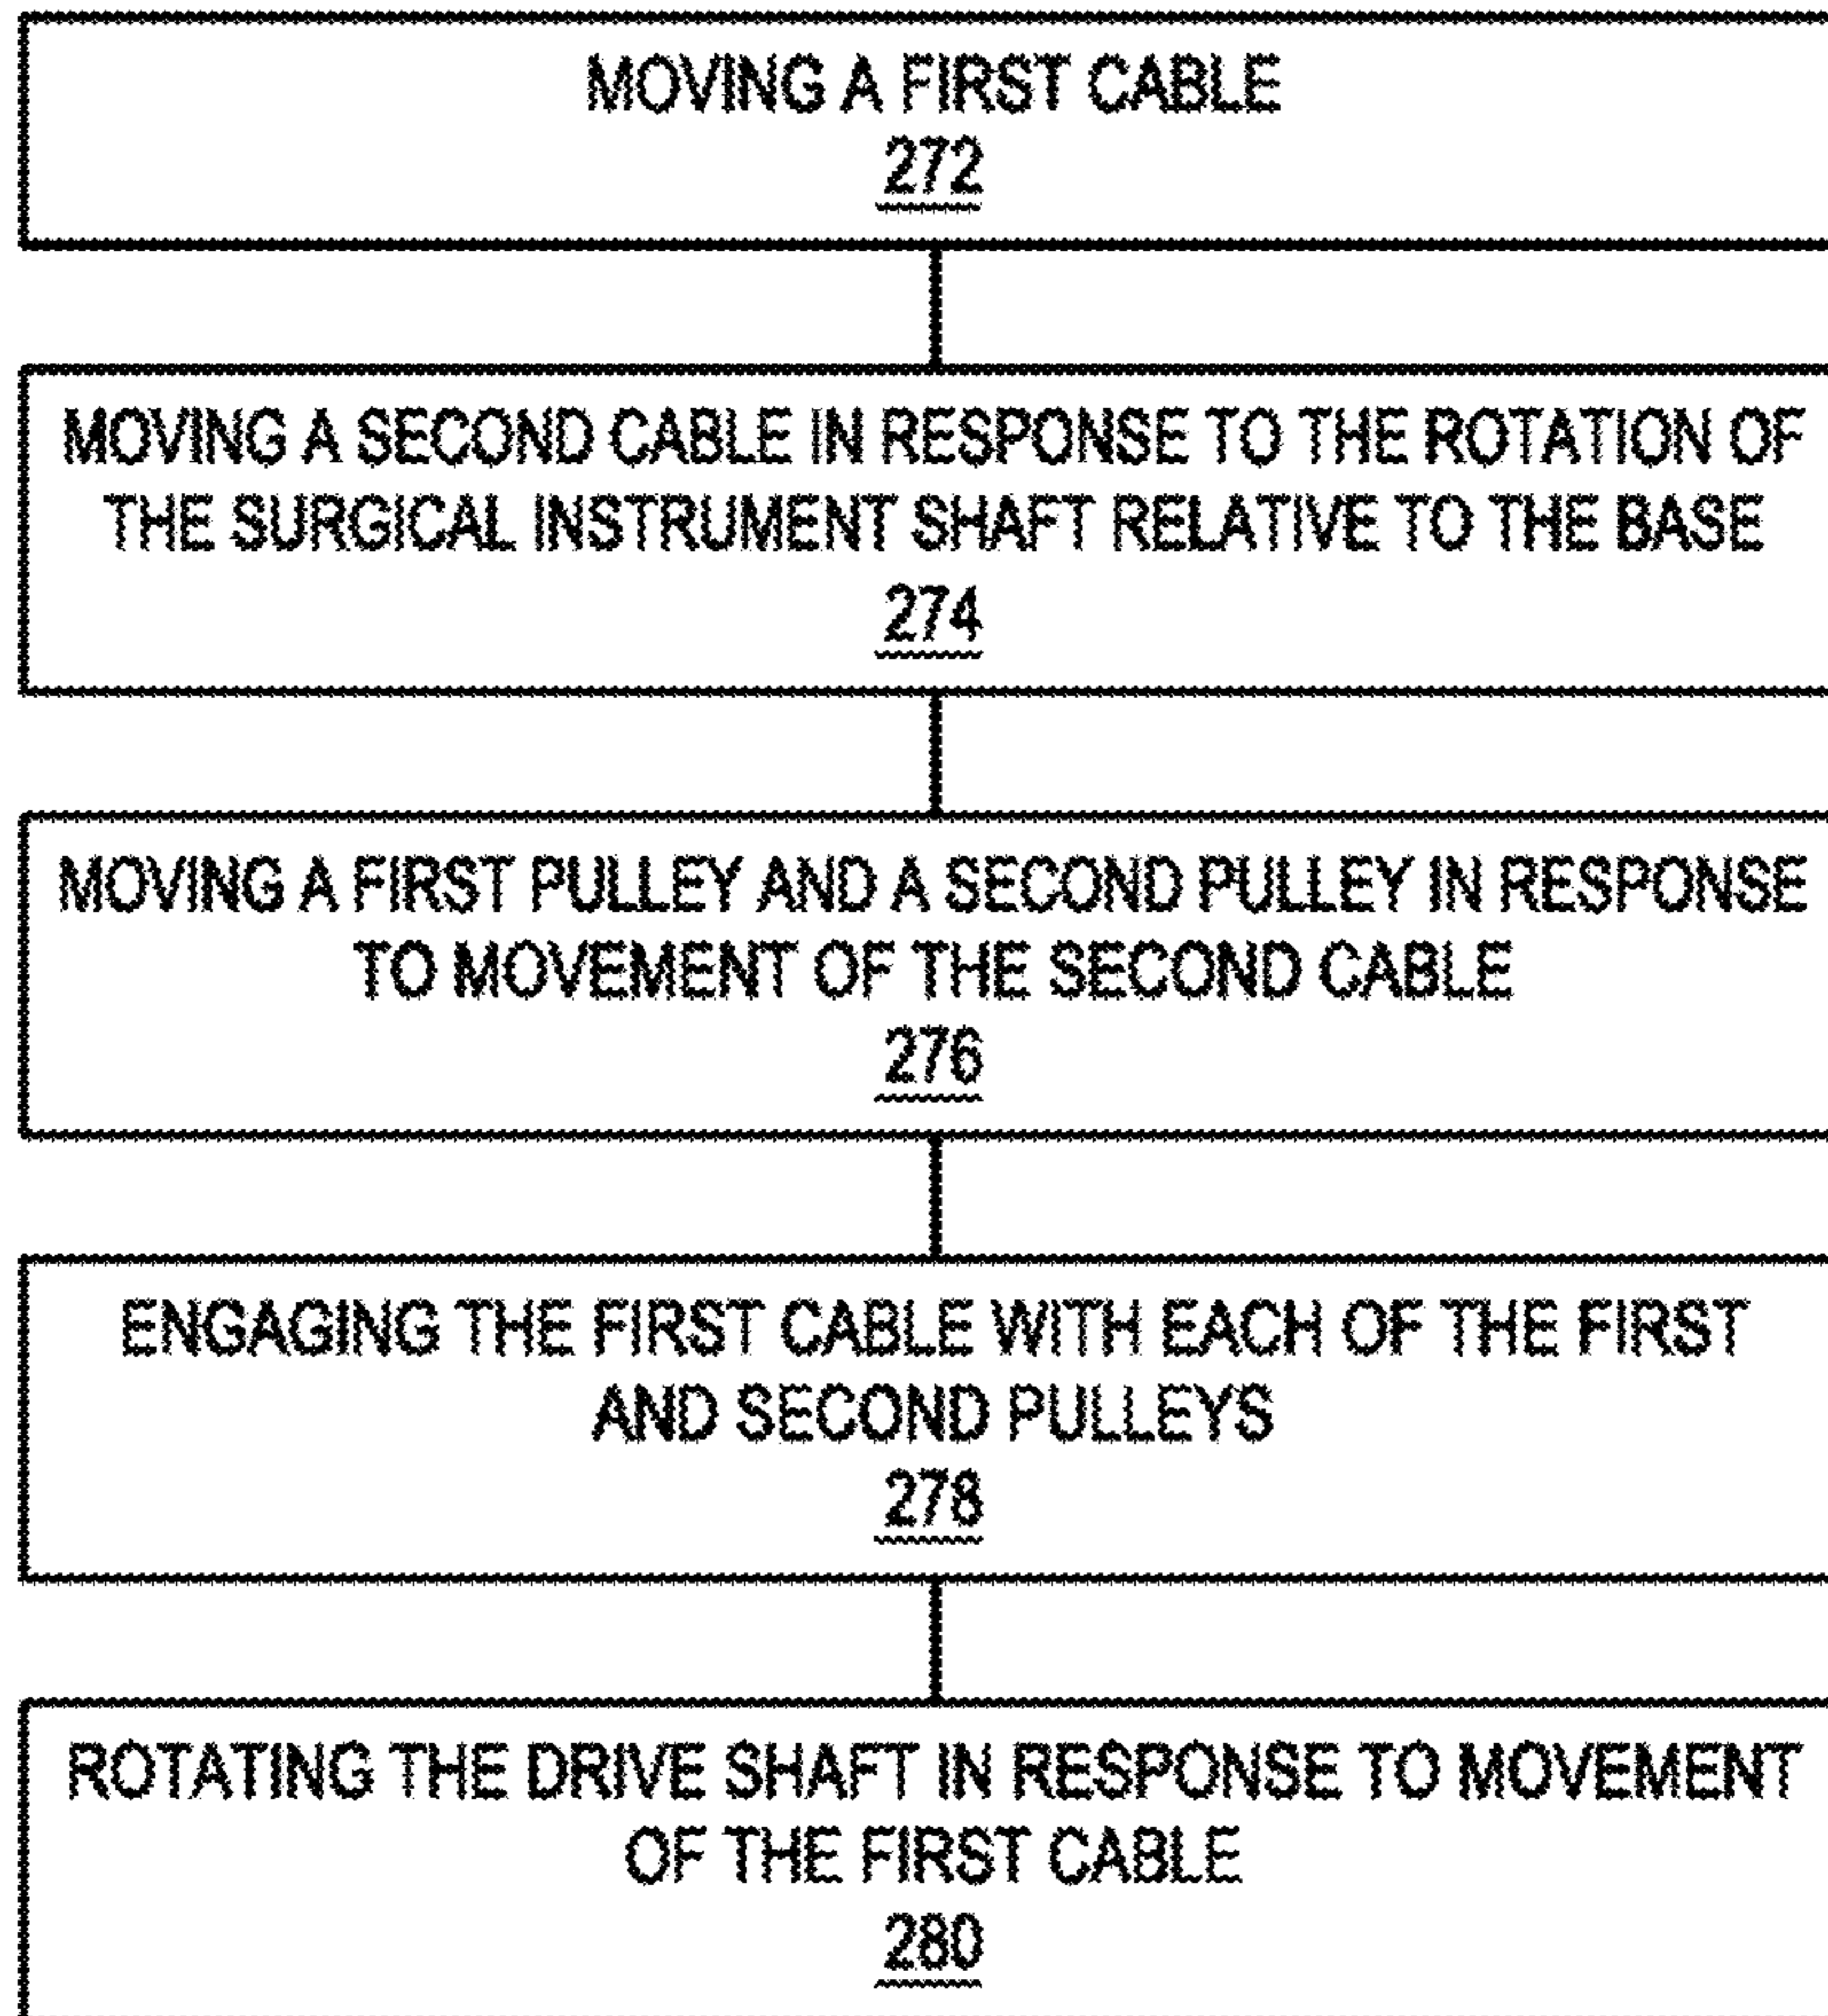 MOVING A FIRST CABLE
272
MOVING A SECOND CABLE IN RESPONSE TO THE ROTATION OF
THE SURGICAL INSTRUMENT SHAFT RELATIVE TO THE BASE
274
MOVING A FIRST PULLEY AND A SECOND PULLEY IN RESPONSE
TO MOVEMENT OF THE SECOND CABLE
276
ENGAGING THE FIRST CABLE WITH EACH OF THE FIRST
AND SECOND PULLEYS
278
ROTATING THE DRIVE SHAFT IN RESPONSE TO MOVEMENT
OF THE FIRST CABLE
280